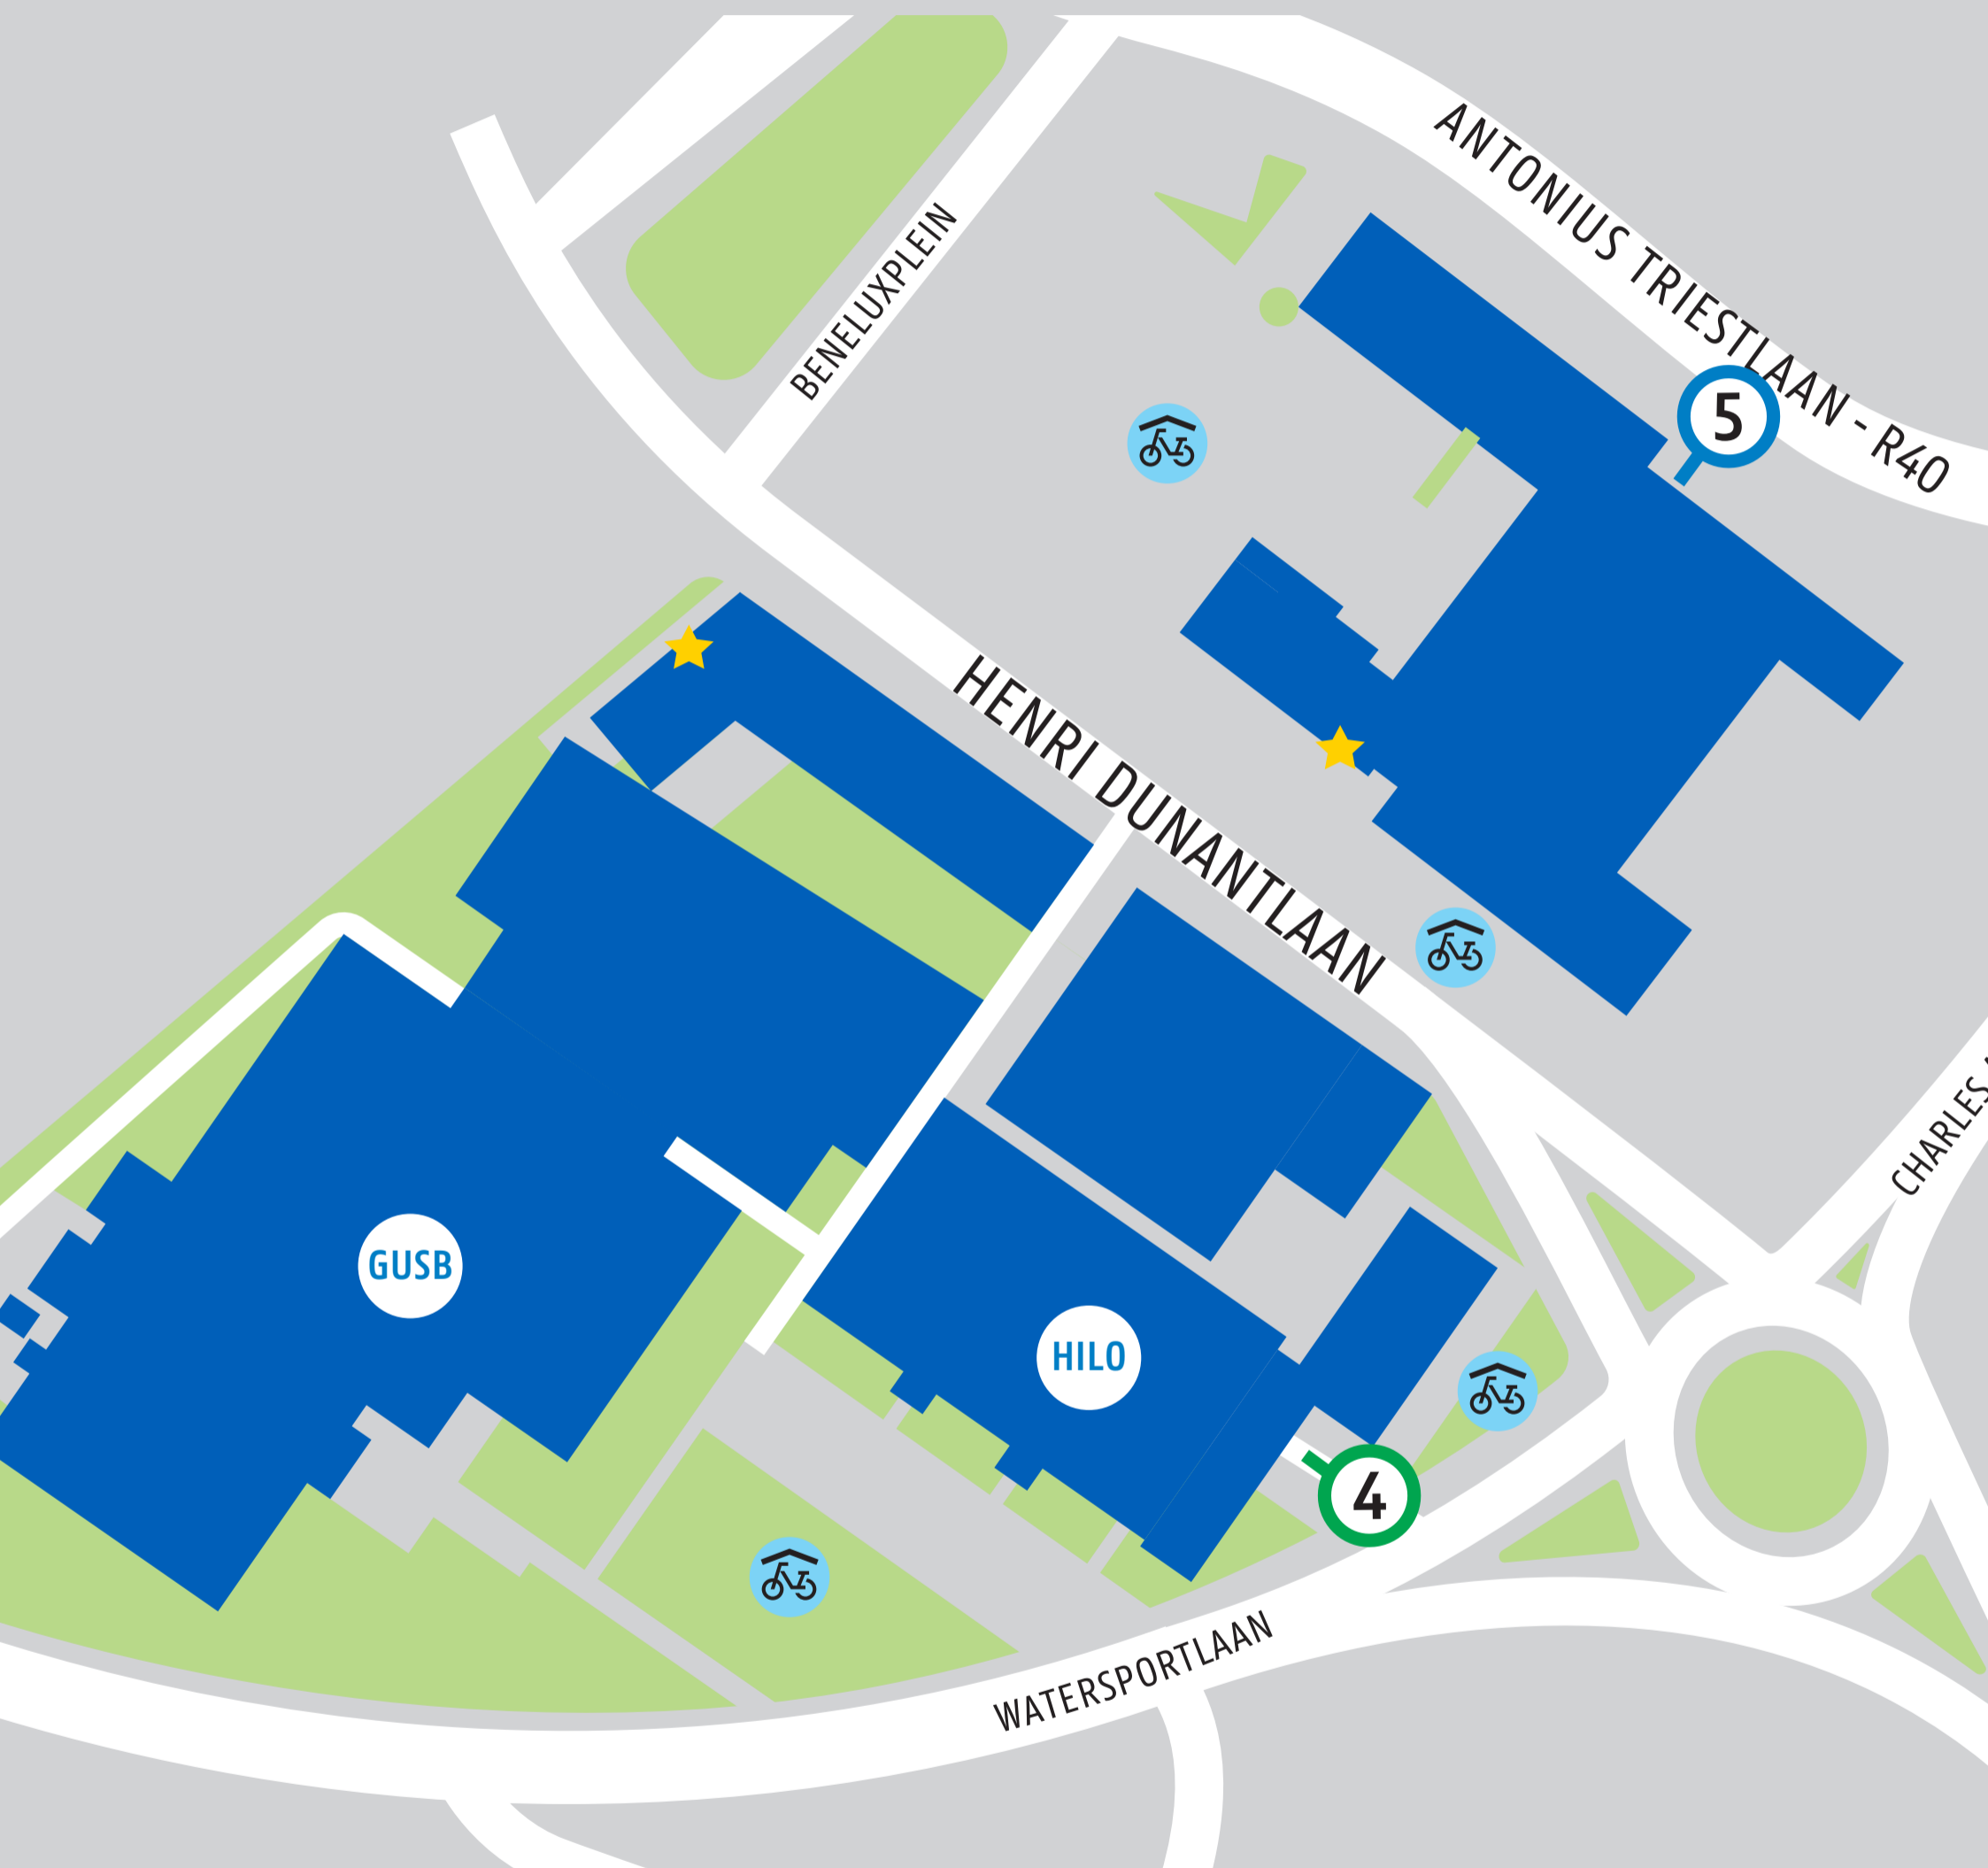 ANTONIUS TRIESTLAAN - R40
BENELUXPLEIN
5
HENRI DUNANTLAAN
CHARLES
GUSB
HILO
4
WATERSPORTLAAN